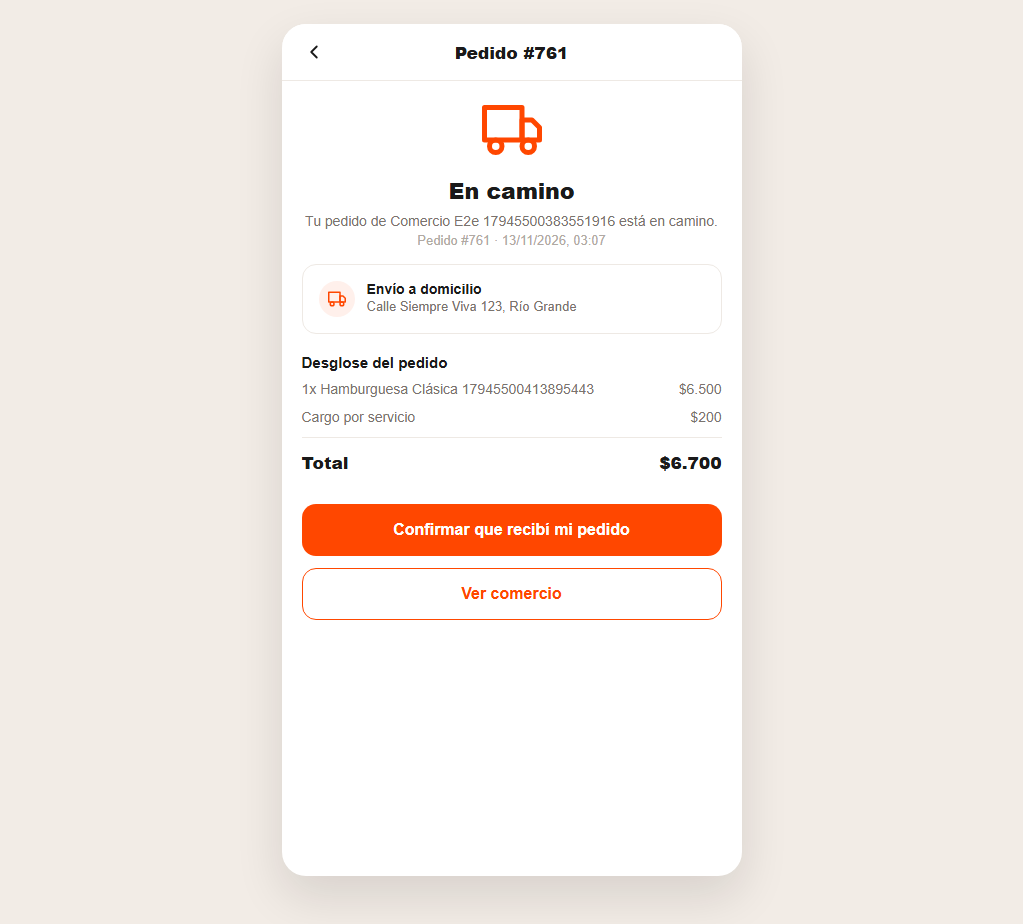 Pedido #761
En camino
Tu pedido de Comercio E2e 17945500383551916 está en camino.
Pedido #761 · 13/11/2026, 03:07
Envío a domicilio
Calle Siempre Viva 123, Río Grande
Desglose del pedido
1x Hamburguesa Clásica 17945500413895443 $6.500
Cargo por servicio $200
Total $6.700
Confirmar que recibí mi pedido
Ver comercio